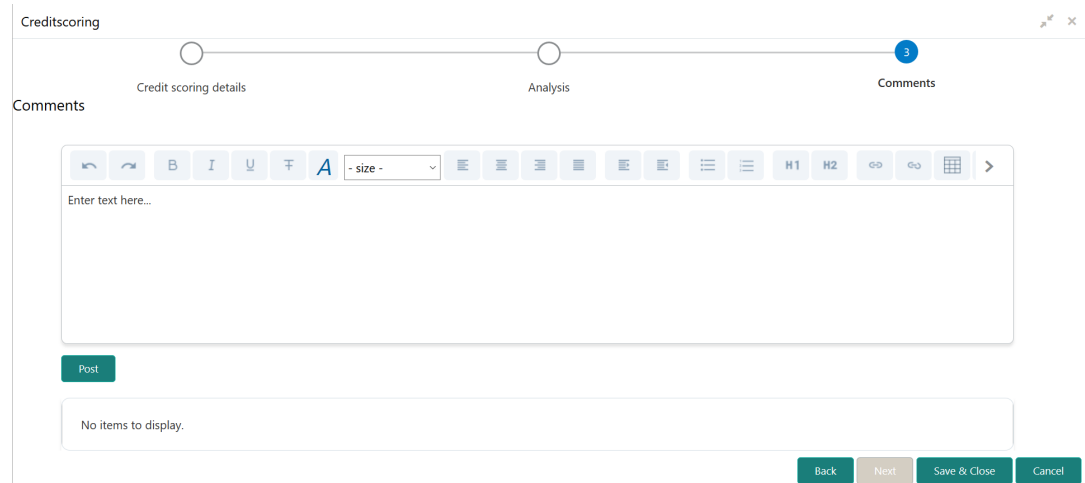 Creditscoring
3
Credit scoring details
Analysis
Comments
Comments
B I U T A - size - H1 H2
Enter text here...
Post
No items to display.
Back Next Save & Close Cancel